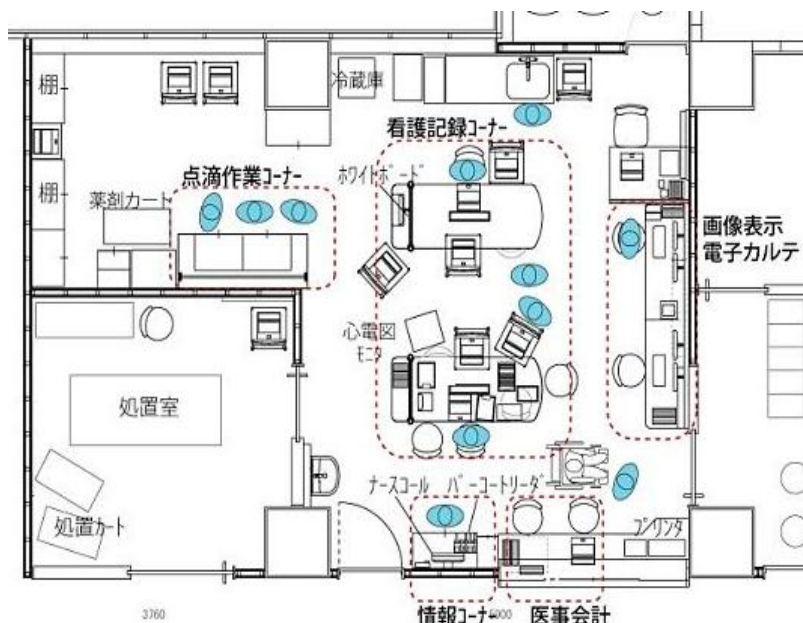 冷蔵庫
棚
看護記録コーナー
点滴作業コーナー
ホワイトボード
棚
薬剤カート
画像表示
電子カルテ
心電図
モニタ
処置室
ナースコール
バーコートリーダ
処置カート
プリンタ
情報コーナー
医事会計
3760